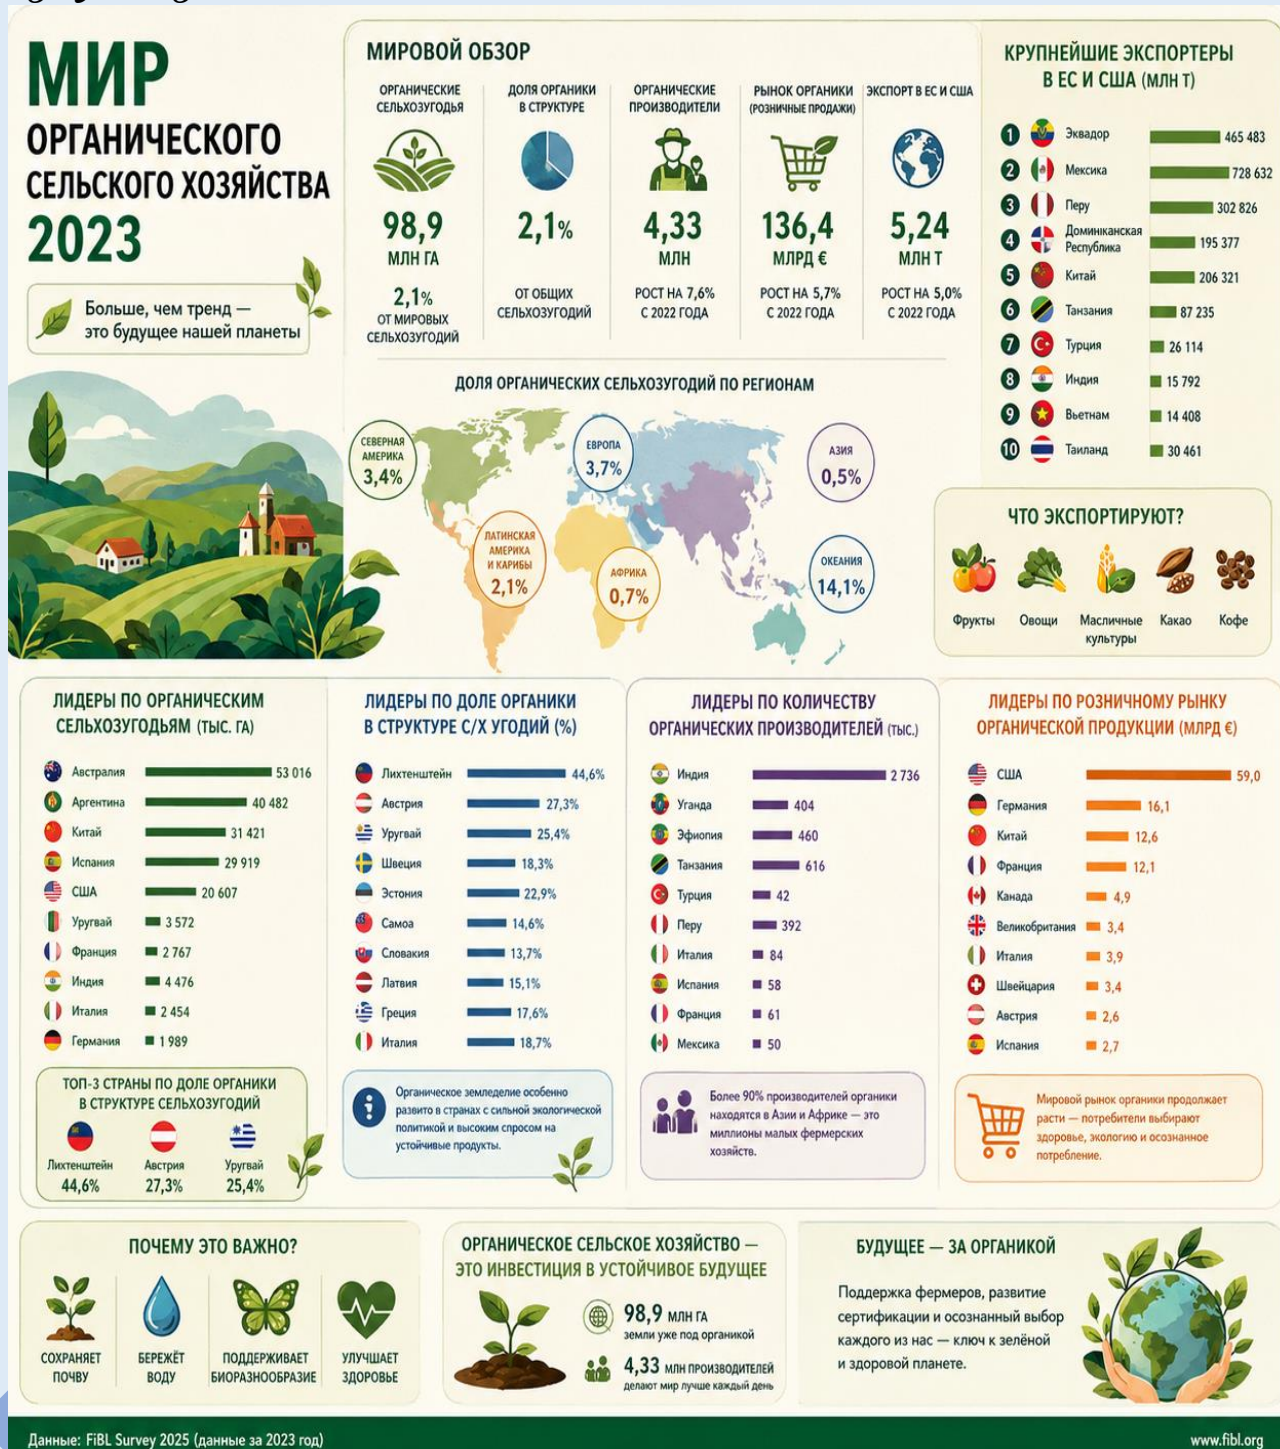 МИР
ОРГАНИЧЕСКОГО
СЕЛЬСКОГО ХОЗЯЙСТВА
2023
Больше, чем тренд —
это будущее нашей планеты
МИРОВОЙ ОБЗОР
ОРГАНИЧЕСКИЕ
СЕЛЬХОЗУГОДЬЯ
98,9
МЛН ГА
2,1%
ОТ МИРОВЫХ
СЕЛЬХОЗУГОДИЙ
ДОЛЯ ОРГАНИКИ
В СТРУКТУРЕ
2,1%
ОТ ОБЩИХ
СЕЛЬХОЗУГОДИЙ
ОРГАНИЧЕСКИЕ
ПРОИЗВОДИТЕЛИ
4,33
МЛН
РОСТ НА 7,6%
С 2022 ГОДА
РЫНОК ОРГАНИКИ
(РОЗНИЧНЫЕ ПРОДАЖИ)
136,4
МЛРД €
РОСТ НА 5,7%
С 2022 ГОДА
ЭКСПОРТ В ЕС И США
5,24
МЛН Т
РОСТ НА 5,0%
С 2022 ГОДА
КРУПНЕЙШИЕ ЭКСПОРТЕРЫ
В ЕС И США (МЛН Т)
1 Эквадор 465 483
2 Мексика 728 632
3 Перу 302 826
4 Доминиканская
Республика 195 377
5 Китай 206 321
6 Танзания 87 235
7 Турция 26 114
8 Индия 15 792
9 Вьетнам 14 408
10 Таиланд 30 461
ДОЛЯ ОРГАНИЧЕСКИХ СЕЛЬХОЗУГОДИЙ ПО РЕГИОНАМ
СЕВЕРНАЯ
АМЕРИКА
3,4%
ЕВРОПА
3,7%
АЗИЯ
0,5%
ЛАТИНСКАЯ
АМЕРИКА
И КАРИБЫ
2,1%
АФРИКА
0,7%
ОКЕАНИЯ
14,1%
ЧТО ЭКСПОРТИРУЮТ?
Фрукты
Овощи
Масличные
культуры
Какао
Кофе
ЛИДЕРЫ ПО ОРГАНИЧЕСКИМ
СЕЛЬХОЗУГОДЬЯМ (ТЫС. ГА)
Австралия 53 016
Аргентина 40 482
Китай 31 421
Испания 29 919
США 20 607
Уругвай 3 572
Франция 2 767
Индия 4 476
Италия 2 454
Германия 1 989
ТОП-3 СТРАНЫ ПО ДОЛЕ ОРГАНИКИ
В СТРУКТУРЕ СЕЛЬХОЗУГОДИЙ
Лихтенштейн
44,6%
Австрия
27,3%
Уругвай
25,4%
ЛИДЕРЫ ПО ДОЛЕ ОРГАНИКИ
В СТРУКТУРЕ С/Х УГОДИЙ (%)
Лихтенштейн 44,6%
Австрия 27,3%
Уругвай 25,4%
Швеция 18,3%
Эстония 22,9%
Самоа 14,6%
Словакия 13,7%
Латвия 15,1%
Греция 17,6%
Италия 18,7%
Органическое земледелие особенно
развито в странах с сильной экологической
политикой и высоким спросом на
устойчивые продукты.
ЛИДЕРЫ ПО КОЛИЧЕСТВУ
ОРГАНИЧЕСКИХ ПРОИЗВОДИТЕЛЕЙ (ТЫС.)
Индия 2 736
Уганда 404
Эфиопия 460
Танзания 616
Турция 42
Перу 392
Италия 84
Испания 58
Франция 61
Мексика 50
Более 90% производителей органики
находятся в Азии и Африке — это
миллионы малых фермерских
хозяйств.
ЛИДЕРЫ ПО РОЗНИЧНОМУ РЫНКУ
ОРГАНИЧЕСКОЙ ПРОДУКЦИИ (МЛРД €)
США 59,0
Германия 16,1
Китай 12,6
Франция 12,1
Канада 4,9
Великобритания 3,4
Италия 3,9
Швейцария 3,4
Австрия 2,6
Испания 2,7
Мировой рынок органики продолжает
расти — потребители выбирают
здоровье, экологию и осознанное
потребление.
ПОЧЕМУ ЭТО ВАЖНО?
СОХРАНЯЕТ
ПОЧВУ
БЕРЕЖЁТ
ВОДУ
ПОДДЕРЖИВАЕТ
БИОРАЗНООБРАЗИЕ
УЛУЧШАЕТ
ЗДОРОВЬЕ
ОРГАНИЧЕСКОЕ СЕЛЬСКОЕ ХОЗЯЙСТВО —
ЭТО ИНВЕСТИЦИЯ В УСТОЙЧИВОЕ БУДУЩЕЕ
98,9 МЛН ГА
земли уже под органикой
4,33 МЛН ПРОИЗВОДИТЕЛЕЙ
делают мир лучше каждый день
БУДУЩЕЕ — ЗА ОРГАНИКОЙ
Поддержка фермеров, развитие
сертификации и осознанный выбор
каждого из нас — ключ к зелёной
и здоровой планете.
Данные: FiBL Survey 2025 (данные за 2023 год)
www.fibl.org